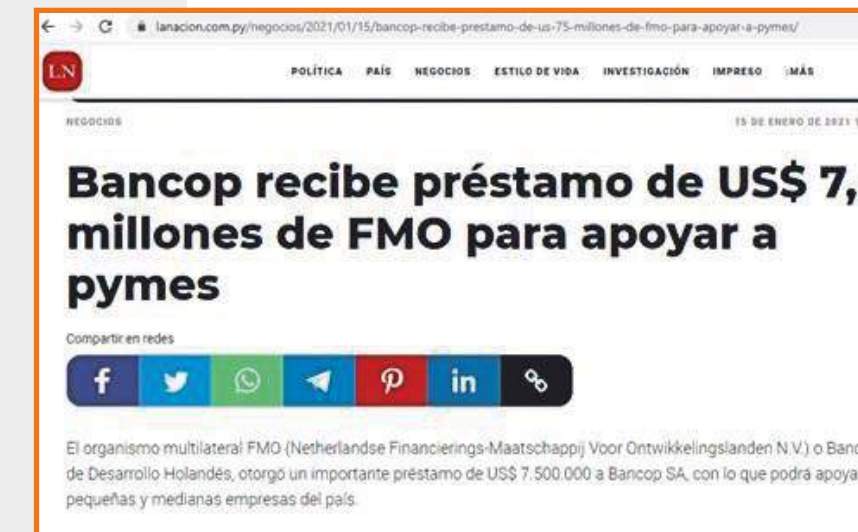 lanacion.com.py/negocios/2021/01/15/bancop-recibe-prestamo-de-us-75-millones-de-fmo-para-apoyar-a-pymes/
LN POLÍTICA PAÍS NEGOCIOS ESTILO DE VIDA INVESTIGACIÓN IMPRESO :MÁS
NEGOCIOS 15 DE ENERO DE 2021
Bancop recibe préstamo de US$ 7,
millones de FMO para apoyar a
pymes
Compartir en redes
El organismo multilateral FMO (Netherlandse Financierings-Maatschappij Voor Ontwikkelingslanden N.V.) o Banc
de Desarrollo Holandés, otorgó un importante préstamo de US$ 7.500.000 a Bancop SA, con lo que podrá apoya
pequeñas y medianas empresas del país.